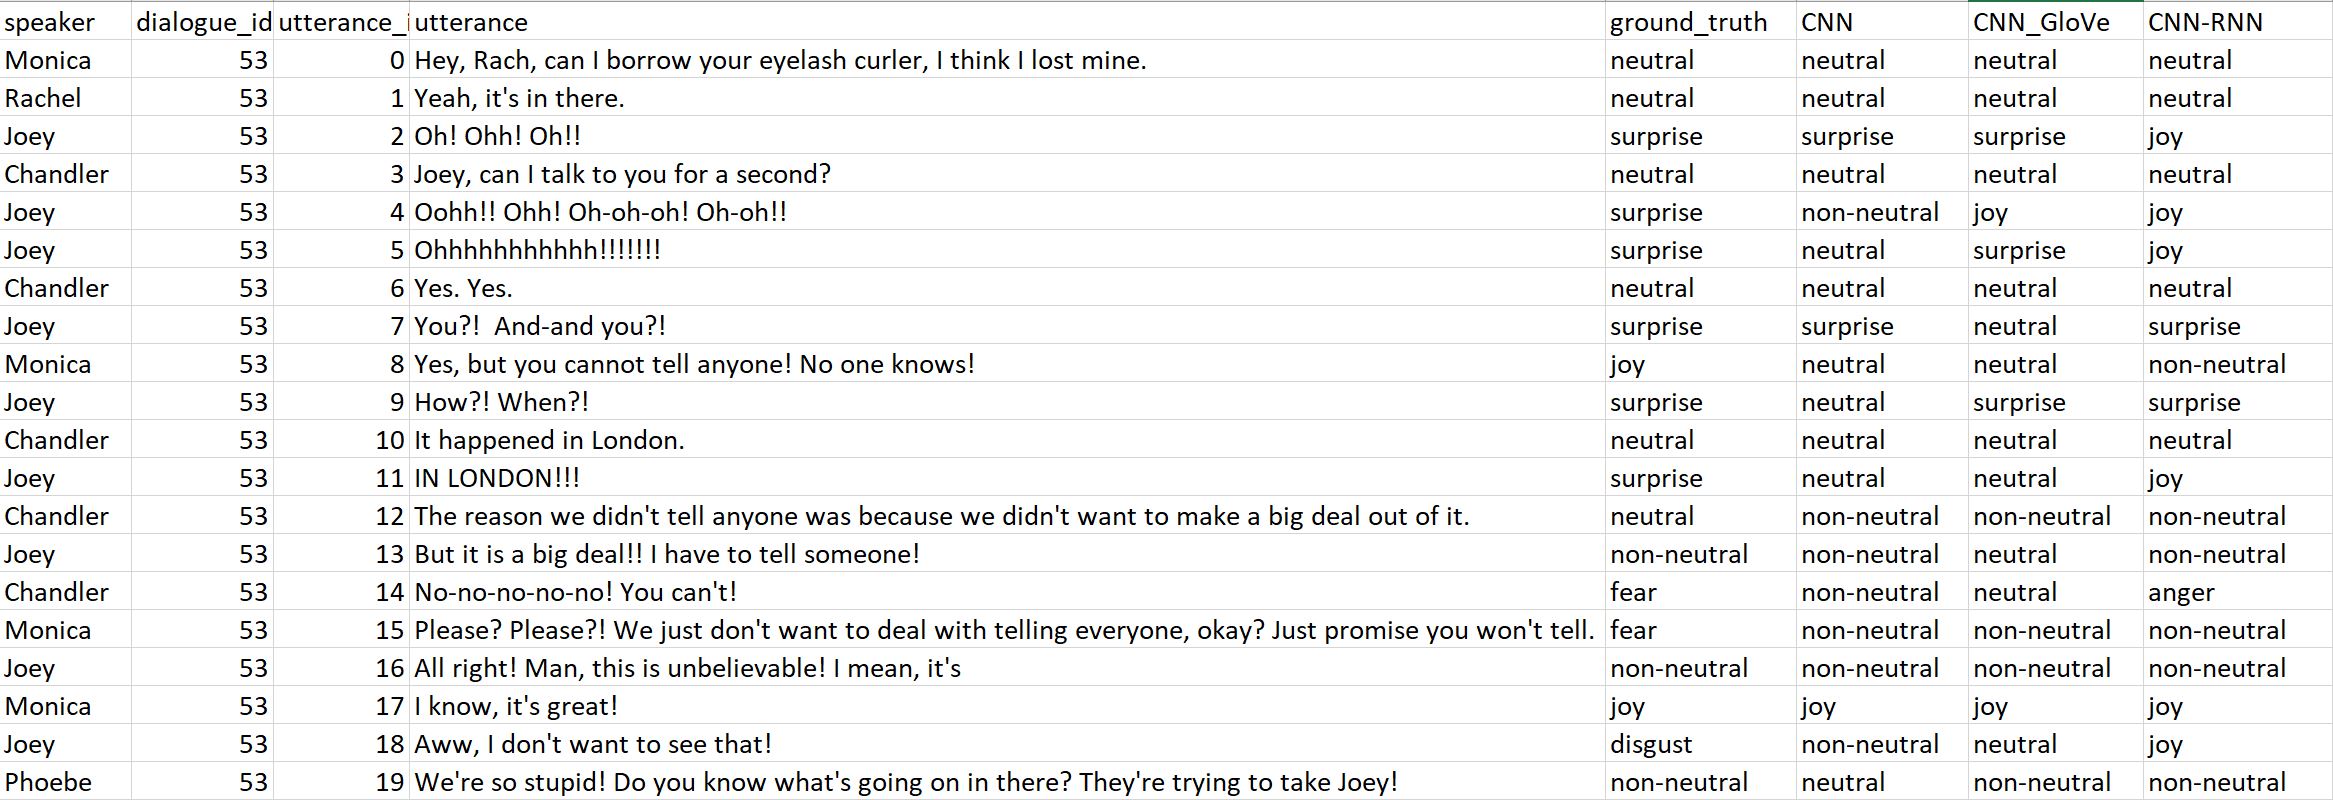 speaker dialogue_id utterance_i utterance ground_truth CNN CNN_GloVe CNN-RNN
Monica 53 0 Hey, Rach, can I borrow your eyelash curler, I think I lost mine. neutral neutral neutral neutral
Rachel 53 1 Yeah, it's in there. neutral neutral neutral neutral
Joey 53 2 Oh! Ohh! Oh!! surprise surprise surprise joy
Chandler 53 3 Joey, can I talk to you for a second? neutral neutral neutral neutral
Joey 53 4 Oohh!! Ohh! Oh-oh-oh! Oh-oh!! surprise non-neutral joy joy
Joey 53 5 Ohhhhhhhhhhh!!!!!!! surprise neutral surprise joy
Chandler 53 6 Yes. Yes. neutral neutral neutral neutral
Joey 53 7 You?!  And-and you?! surprise surprise neutral surprise
Monica 53 8 Yes, but you cannot tell anyone! No one knows! joy neutral neutral non-neutral
Joey 53 9 How?! When?! surprise neutral surprise surprise
Chandler 53 10 It happened in London. neutral neutral neutral neutral
Joey 53 11 IN LONDON!!! surprise neutral neutral joy
Chandler 53 12 The reason we didn't tell anyone was because we didn't want to make a big deal out of it. neutral non-neutral non-neutral non-neutral
Joey 53 13 But it is a big deal!! I have to tell someone! non-neutral non-neutral neutral non-neutral
Chandler 53 14 No-no-no-no-no! You can't! fear non-neutral neutral anger
Monica 53 15 Please? Please?! We just don't want to deal with telling everyone, okay? Just promise you won't tell. fear non-neutral non-neutral non-neutral
Joey 53 16 All right! Man, this is unbelievable! I mean, it's non-neutral non-neutral non-neutral non-neutral
Monica 53 17 I know, it's great! joy joy joy joy
Joey 53 18 Aww, I don't want to see that! disgust non-neutral neutral joy
Phoebe 53 19 We're so stupid! Do you know what's going on in there? They're trying to take Joey! non-neutral neutral non-neutral non-neutral